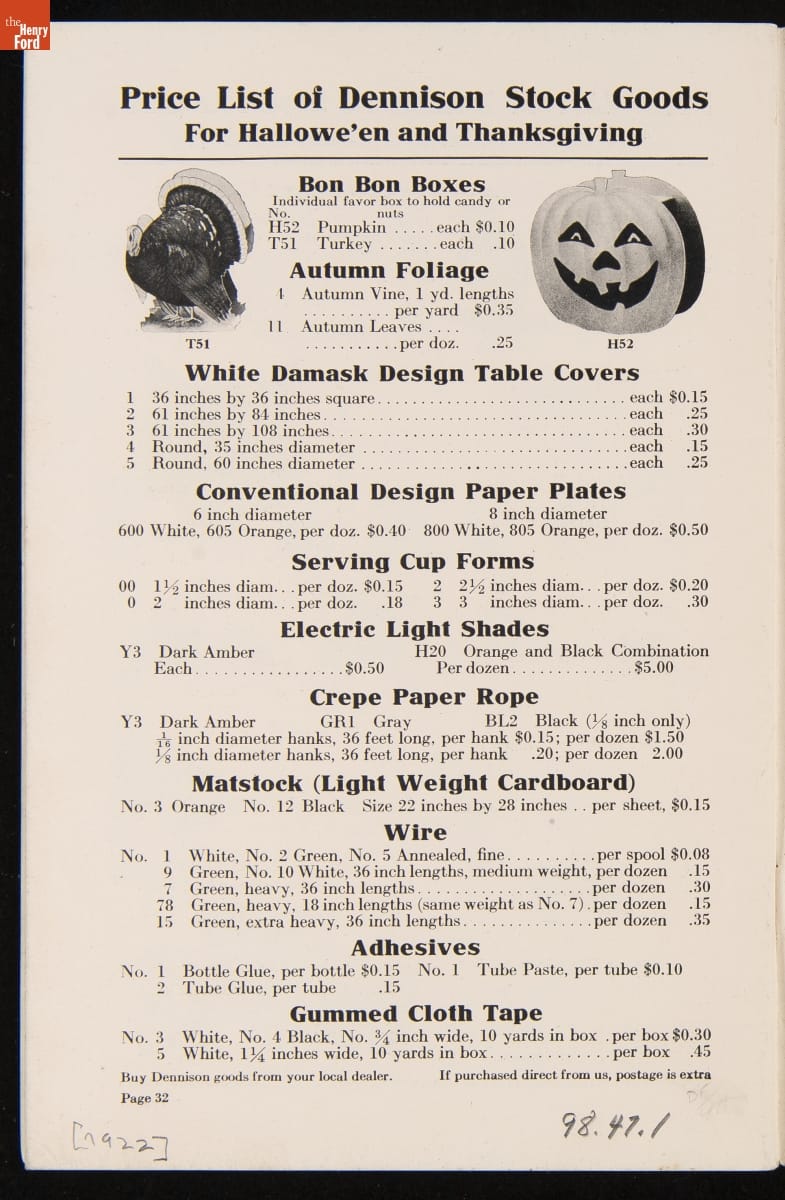 the
Henry
Ford
Price List of Dennison Stock Goods
For Hallowe'en and Thanksgiving
Bon Bon Boxes
Individual favor box to hold candy or
No. nuts
H52 Pumpkin ..... each $0.10
T51 Turkey ....... each .10
Autumn Foliage
4 Autumn Vine, 1 yd. lengths
.......... per yard $0.35
11 Autumn Leaves ....
........... per doz. .25
T51
H52
White Damask Design Table Covers
1 36 inches by 36 inches square............................ each $0.15
2 61 inches by 84 inches................................... each .25
3 61 inches by 108 inches.................................. each .30
4 Round, 35 inches diameter ............................... each .15
5 Round, 60 inches diameter ............................... each .25
Conventional Design Paper Plates
6 inch diameter 8 inch diameter
600 White, 605 Orange, per doz. $0.40 800 White, 805 Orange, per doz. $0.50
Serving Cup Forms
00 1½ inches diam...per doz. $0.15 2 2½ inches diam...per doz. $0.20
0 2 inches diam...per doz. .18 3 3 inches diam...per doz. .30
Electric Light Shades
Y3 Dark Amber H20 Orange and Black Combination
Each.................$0.50 Per dozen..............$5.00
Crepe Paper Rope
Y3 Dark Amber GR1 Gray BL2 Black (⅛ inch only)
1/16 inch diameter hanks, 36 feet long, per hank $0.15; per dozen $1.50
⅛ inch diameter hanks, 36 feet long, per hank .20; per dozen 2.00
Matstock (Light Weight Cardboard)
No. 3 Orange No. 12 Black Size 22 inches by 28 inches .. per sheet, $0.15
Wire
No. 1 White, No. 2 Green, No. 5 Annealed, fine..........per spool $0.08
9 Green, No. 10 White, 36 inch lengths, medium weight, per dozen .15
7 Green, heavy, 36 inch lengths....................per dozen .30
78 Green, heavy, 18 inch lengths (same weight as No. 7).per dozen .15
15 Green, extra heavy, 36 inch lengths...............per dozen .35
Adhesives
No. 1 Bottle Glue, per bottle $0.15 No. 1 Tube Paste, per tube $0.10
2 Tube Glue, per tube .15
Gummed Cloth Tape
No. 3 White, No. 4 Black, No. ¾ inch wide, 10 yards in box .per box $0.30
5 White, 1¼ inches wide, 10 yards in box.............per box .45
Buy Dennison goods from your local dealer. If purchased direct from us, postage is extra
Page 32
[1922]
98.47.1